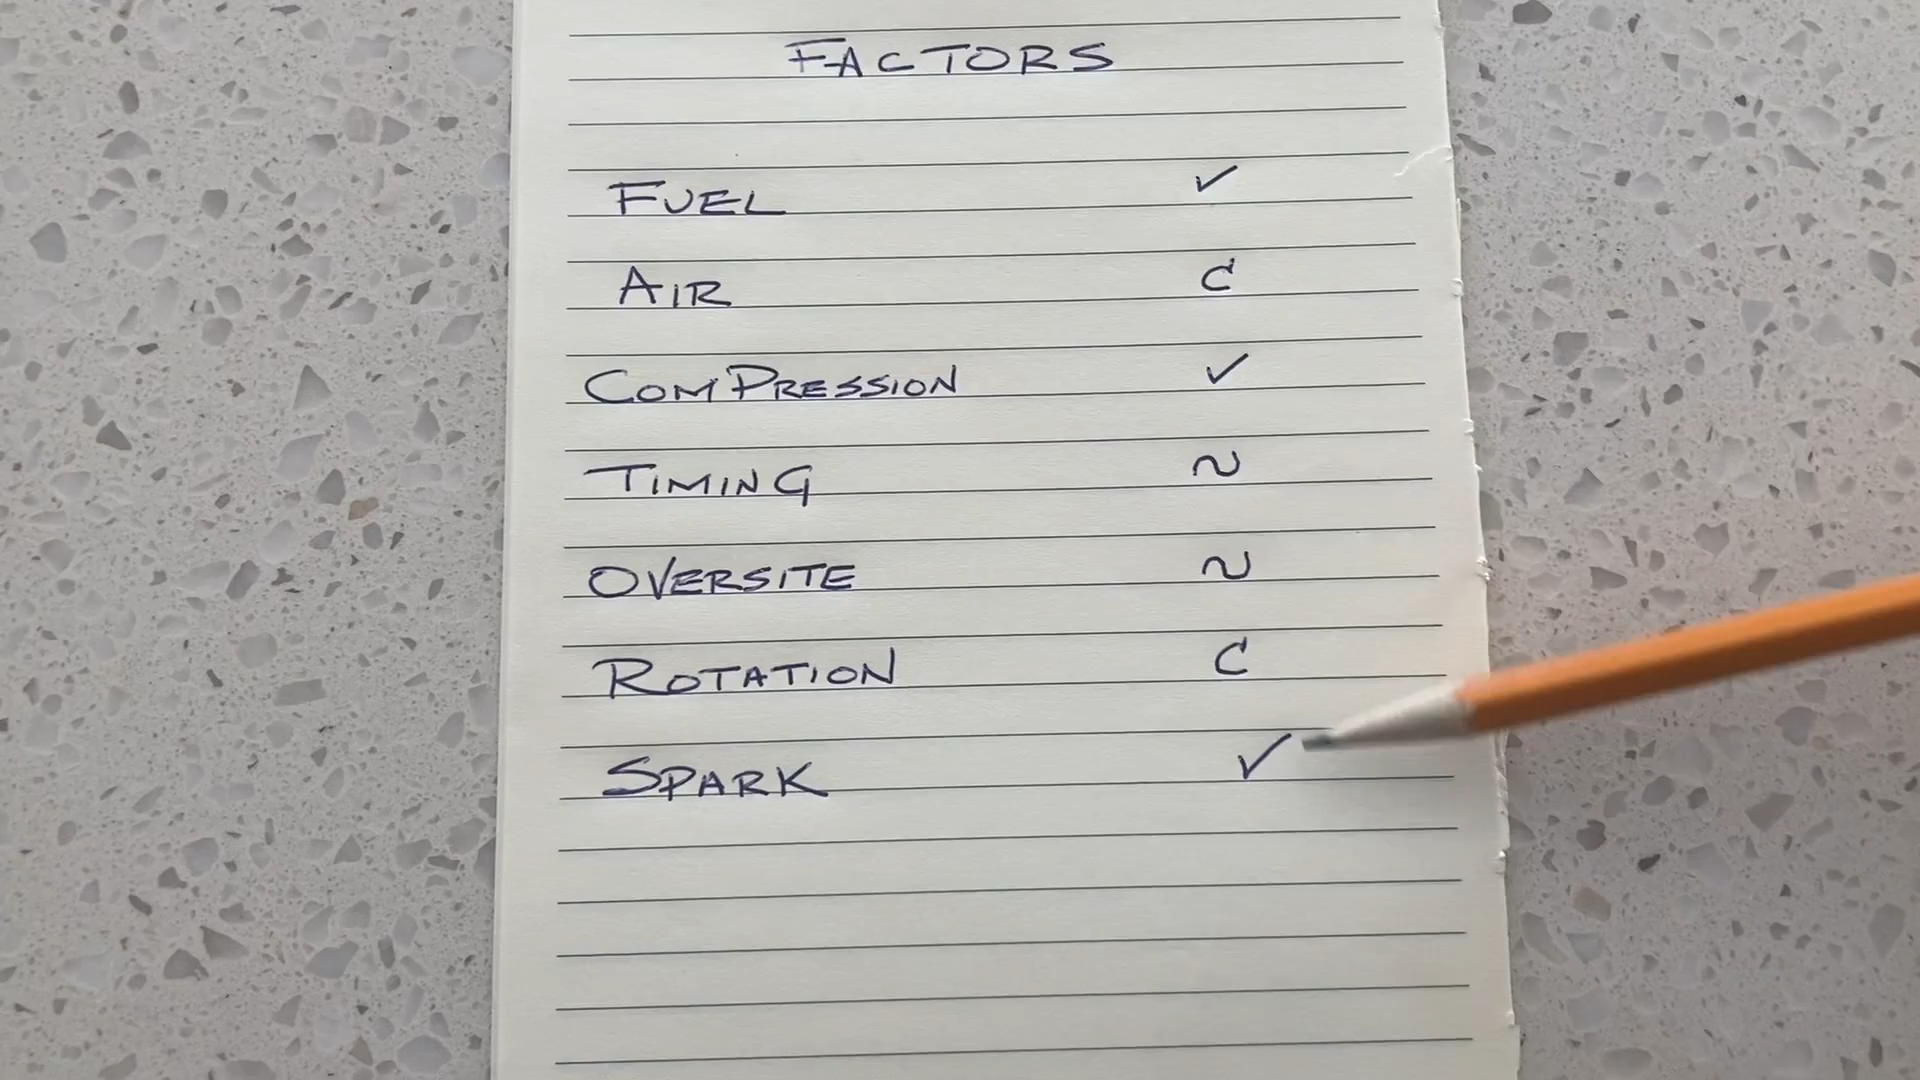 FACTORS
FUEL ✓
AIR C
COMPRESSION ✓
TIMING ~
OVERSITE ~
ROTATION C
SPARK ✓